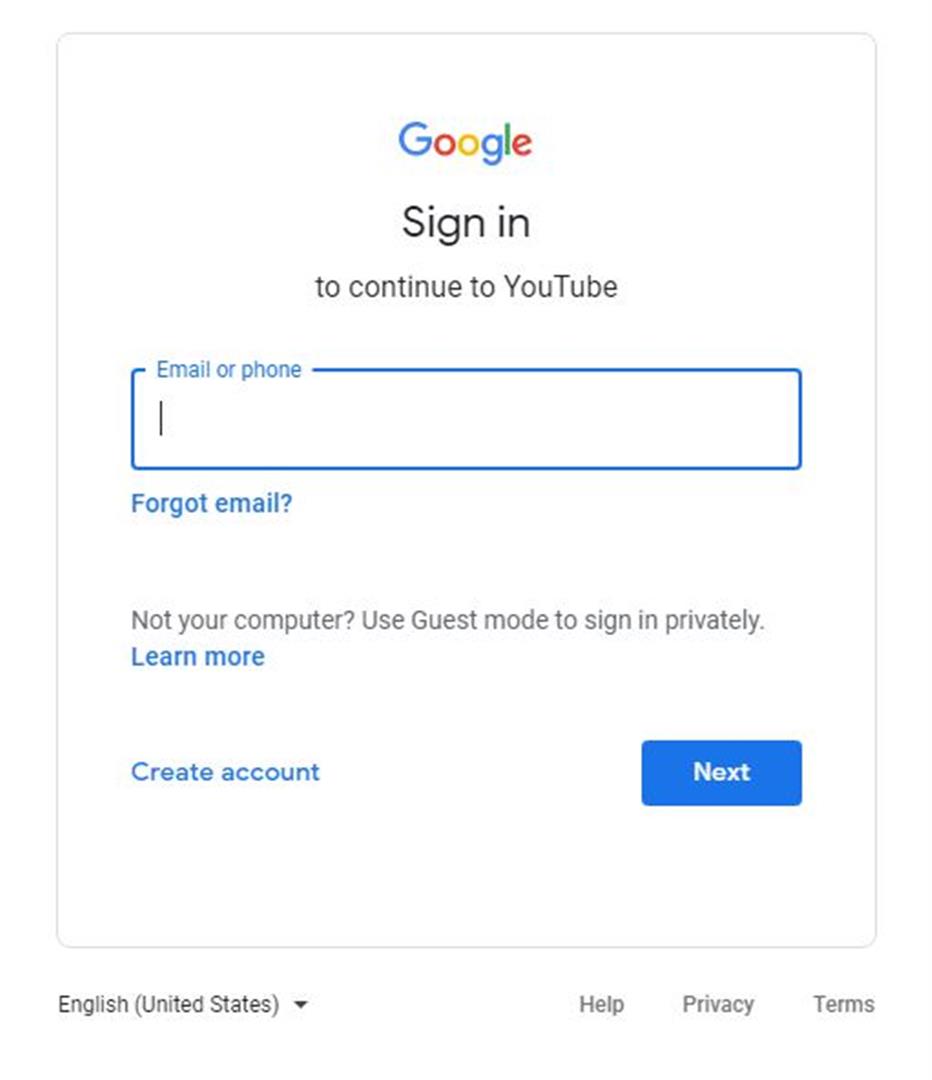 Google
Sign in
to continue to YouTube
Email or phone
Forgot email?
Not your computer? Use Guest mode to sign in privately.
Learn more
Create account
Next
English (United States)
Help Privacy Terms